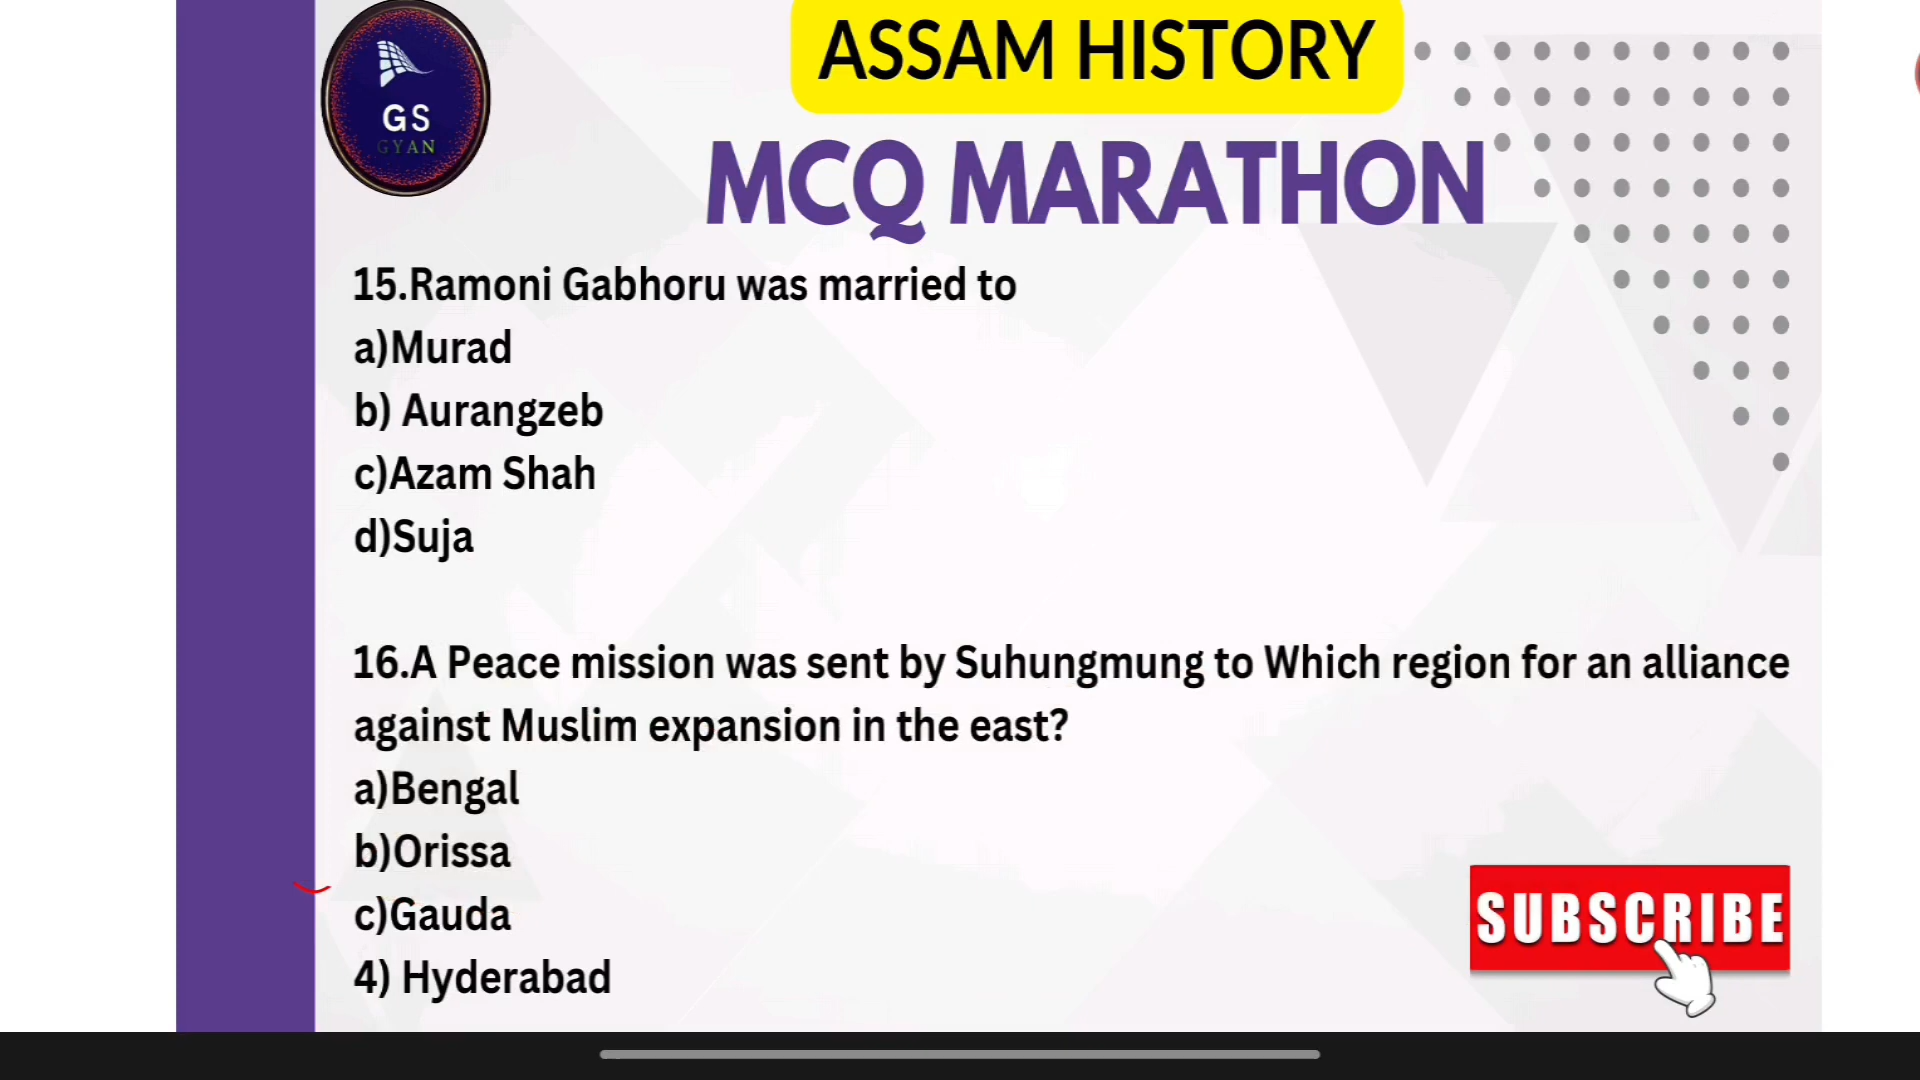 GS
GYAN
ASSAM HISTORY
MCQ MARATHON
15.Ramoni Gabhoru was married to
a)Murad
b) Aurangzeb
c)Azam Shah
d)Suja
16.A Peace mission was sent by Suhungmung to Which region for an alliance
against Muslim expansion in the east?
a)Bengal
b)Orissa
c)Gauda
4) Hyderabad
SUBSCRIBE